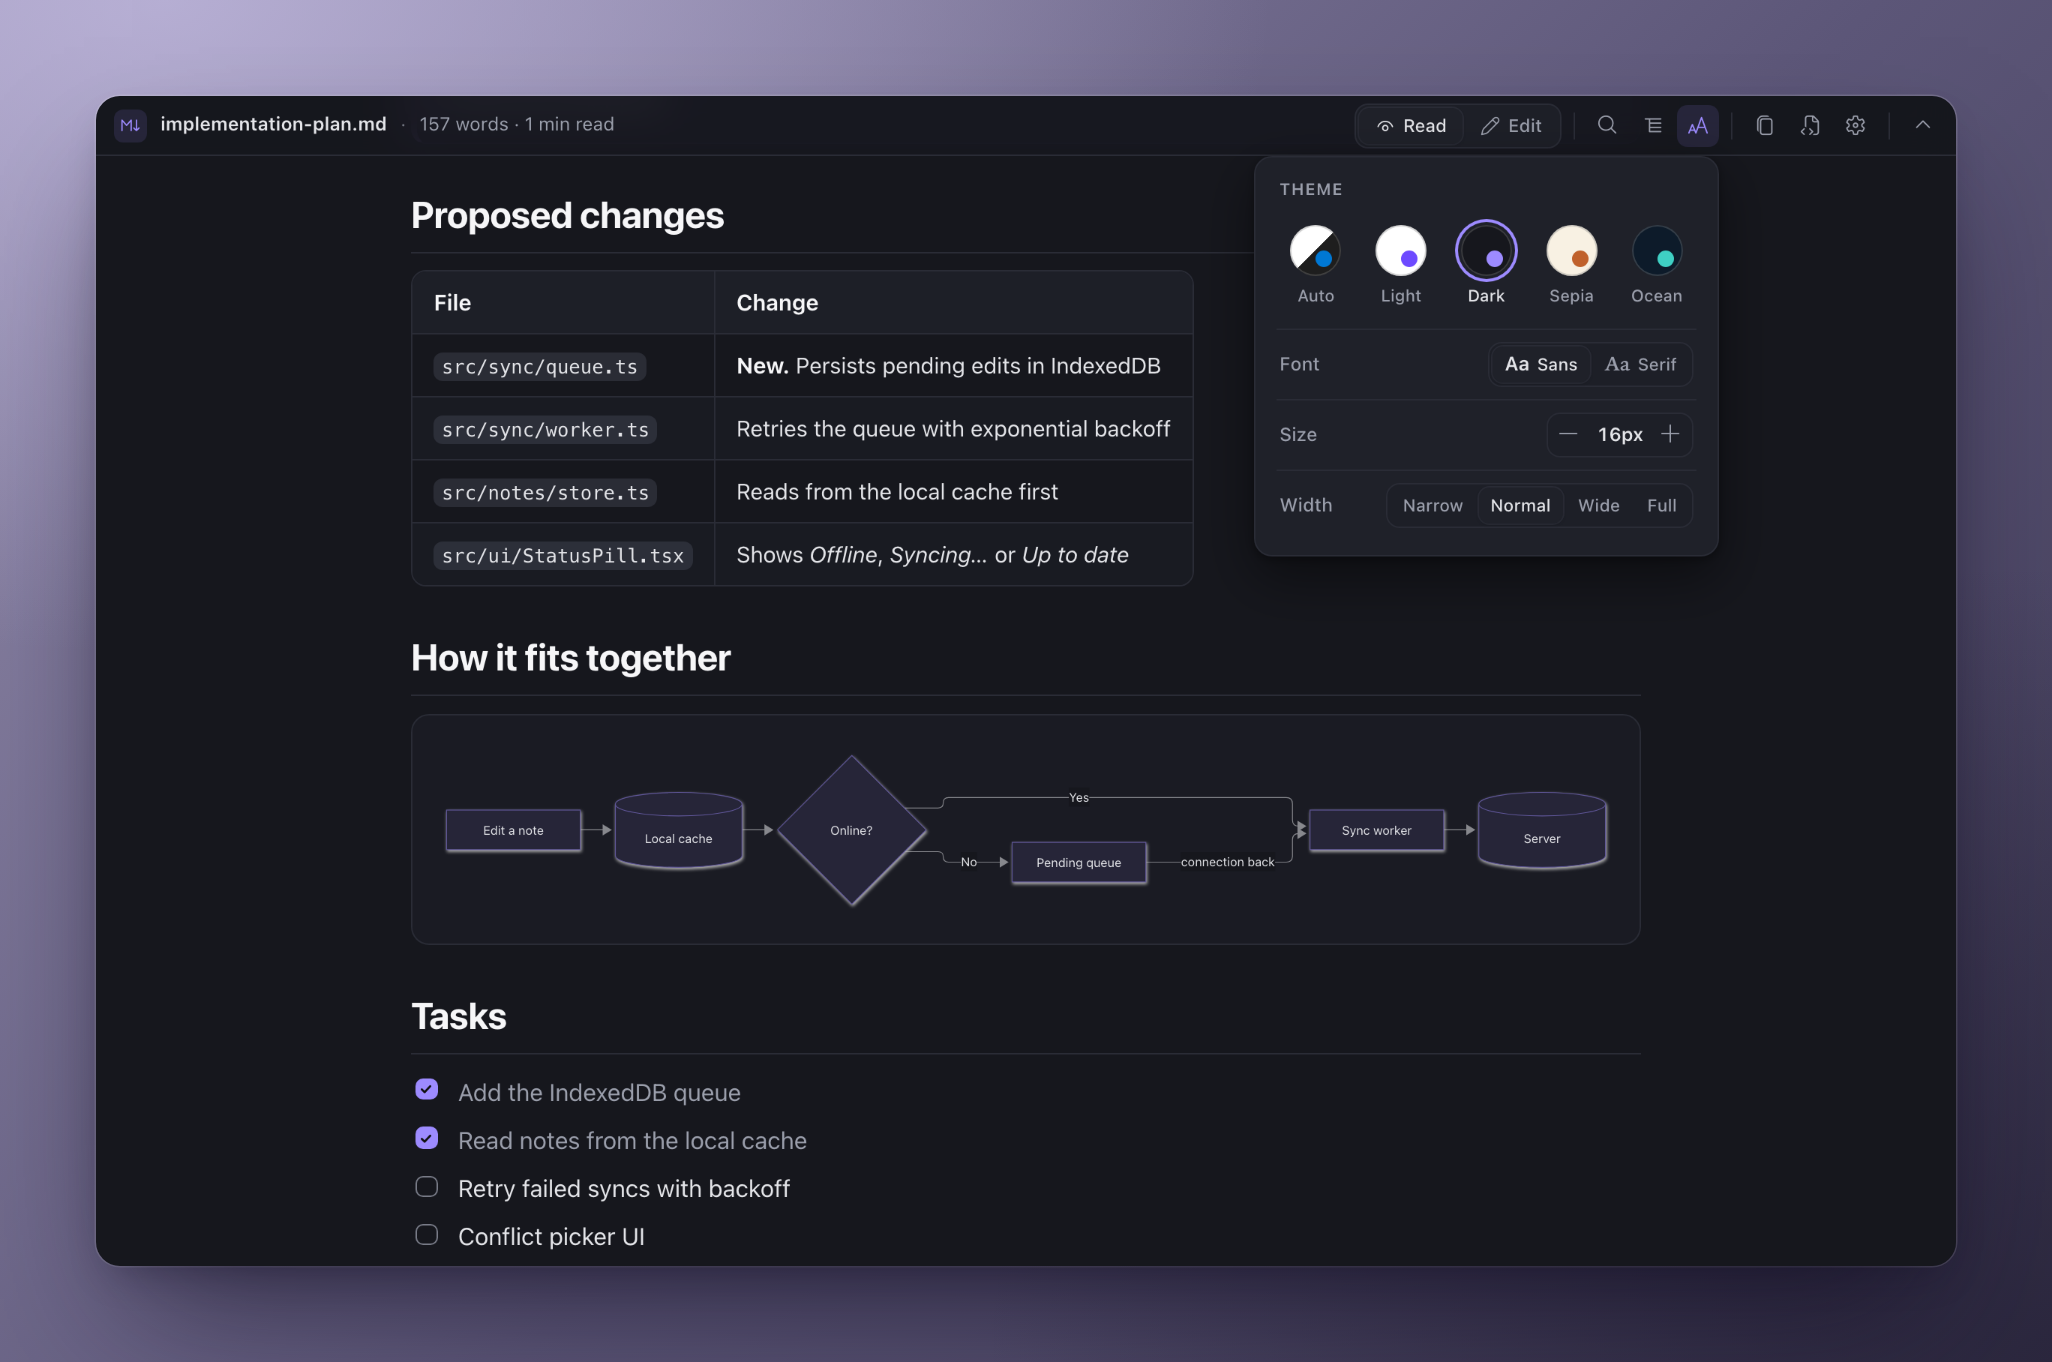 M↓ implementation-plan.md · 157 words · 1 min read
Read Edit AA
Proposed changes
File Change
src/sync/queue.ts New. Persists pending edits in IndexedDB
src/sync/worker.ts Retries the queue with exponential backoff
src/notes/store.ts Reads from the local cache first
src/ui/StatusPill.tsx Shows Offline, Syncing… or Up to date
THEME
Auto Light Dark Sepia Ocean
Font Aa Sans Aa Serif
Size — 16px +
Width Narrow Normal Wide Full
How it fits together
Edit a note
Local cache
Online?
Yes
No
Pending queue
connection back
Sync worker
Server
Tasks
Add the IndexedDB queue
Read notes from the local cache
Retry failed syncs with backoff
Conflict picker UI